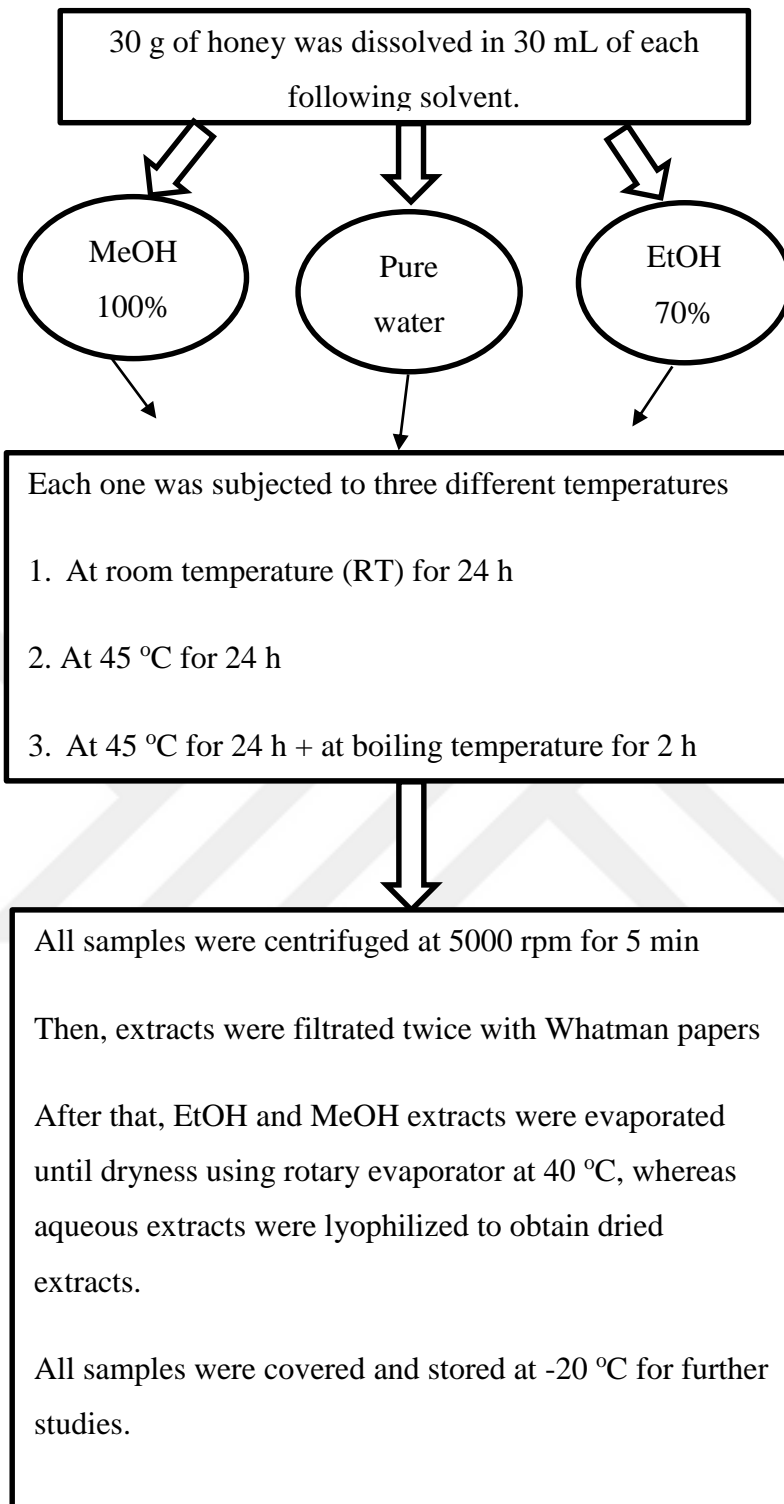 30 g of honey was dissolved in 30 mL of each
following solvent.
MeOH
100%
Pure
water
EtOH
70%
Each one was subjected to three different temperatures
1. At room temperature (RT) for 24 h
2. At 45 ºC for 24 h
3. At 45 ºC for 24 h + at boiling temperature for 2 h
All samples were centrifuged at 5000 rpm for 5 min
Then, extracts were filtrated twice with Whatman papers
After that, EtOH and MeOH extracts were evaporated
until dryness using rotary evaporator at 40 ºC, whereas
aqueous extracts were lyophilized to obtain dried
extracts.
All samples were covered and stored at -20 ºC for further
studies.